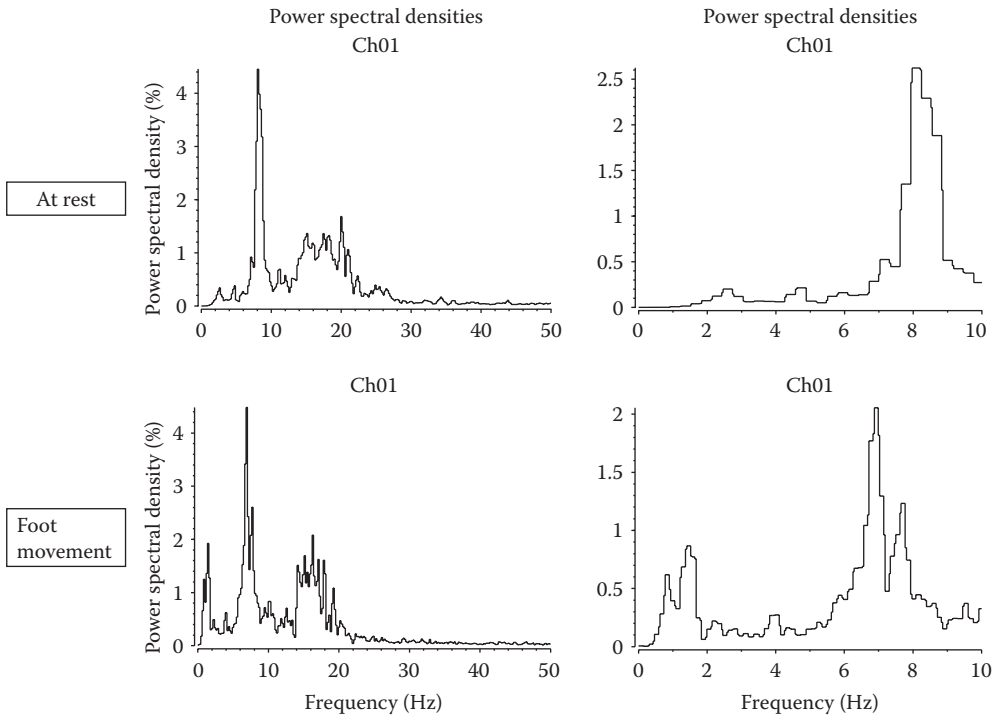 Power spectral densities
Ch01
Power spectral density (%)
4
3
2
1
0
0 10 20 30 40 50
Power spectral densities
Ch01
2.5
2
1.5
1
0.5
0
0 2 4 6 8 10
At rest
Ch01
Power spectral density (%)
4
3
2
1
0
0 10 20 30 40 50
Frequency (Hz)
Ch01
2
1.5
1
0.5
0
0 2 4 6 8 10
Frequency (Hz)
Foot
movement